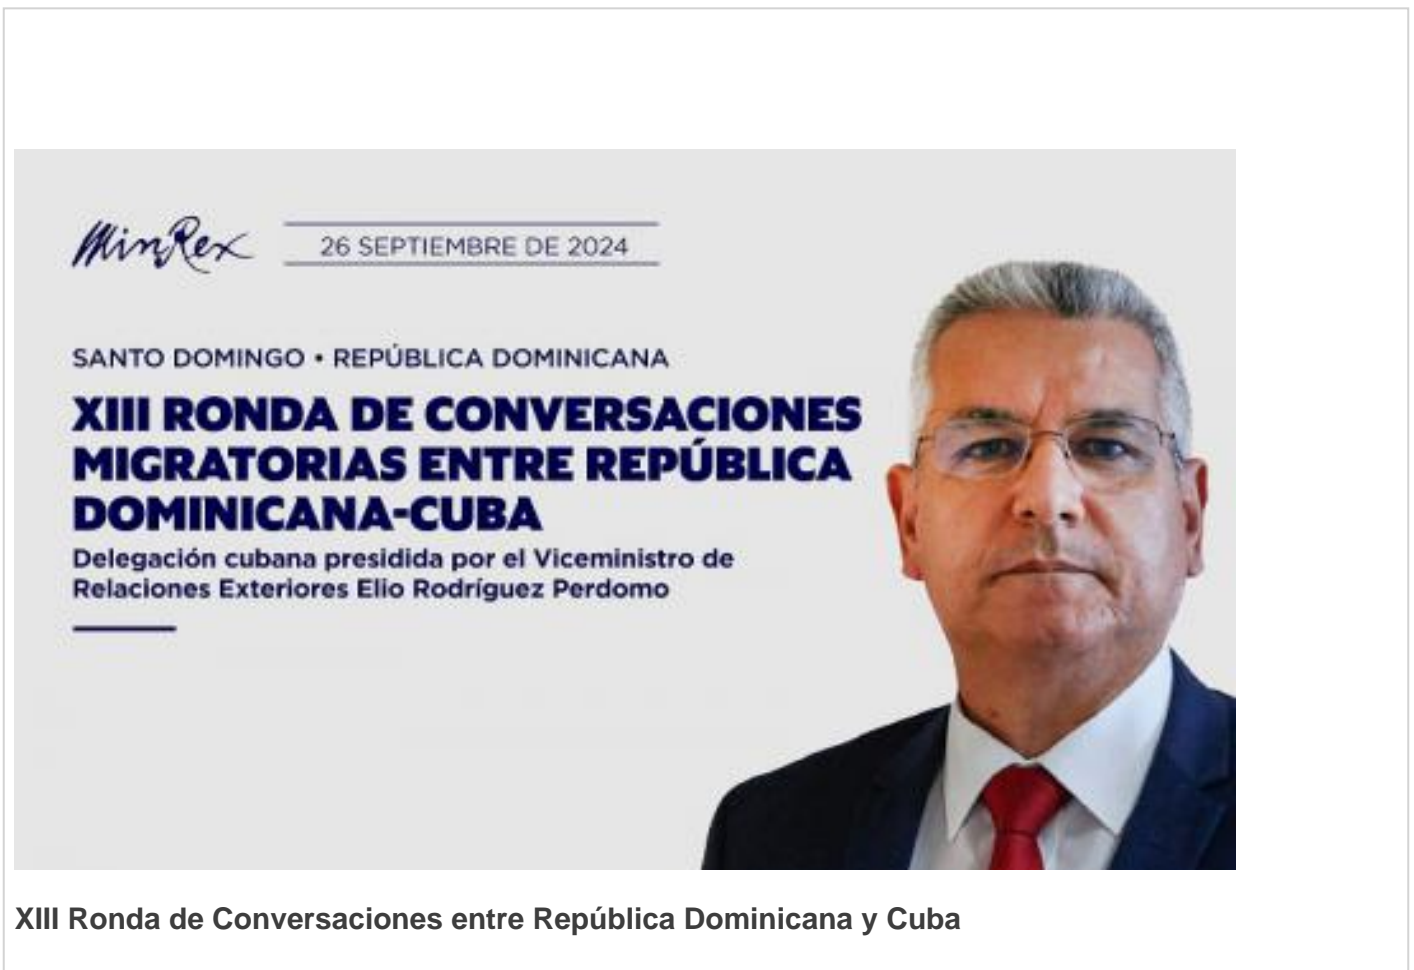 MinRex
26 SEPTIEMBRE DE 2024
SANTO DOMINGO • REPÚBLICA DOMINICANA
XIII RONDA DE CONVERSACIONES
MIGRATORIAS ENTRE REPÚBLICA
DOMINICANA-CUBA
Delegación cubana presidida por el Viceministro de
Relaciones Exteriores Elio Rodríguez Perdomo
XIII Ronda de Conversaciones entre República Dominicana y Cuba